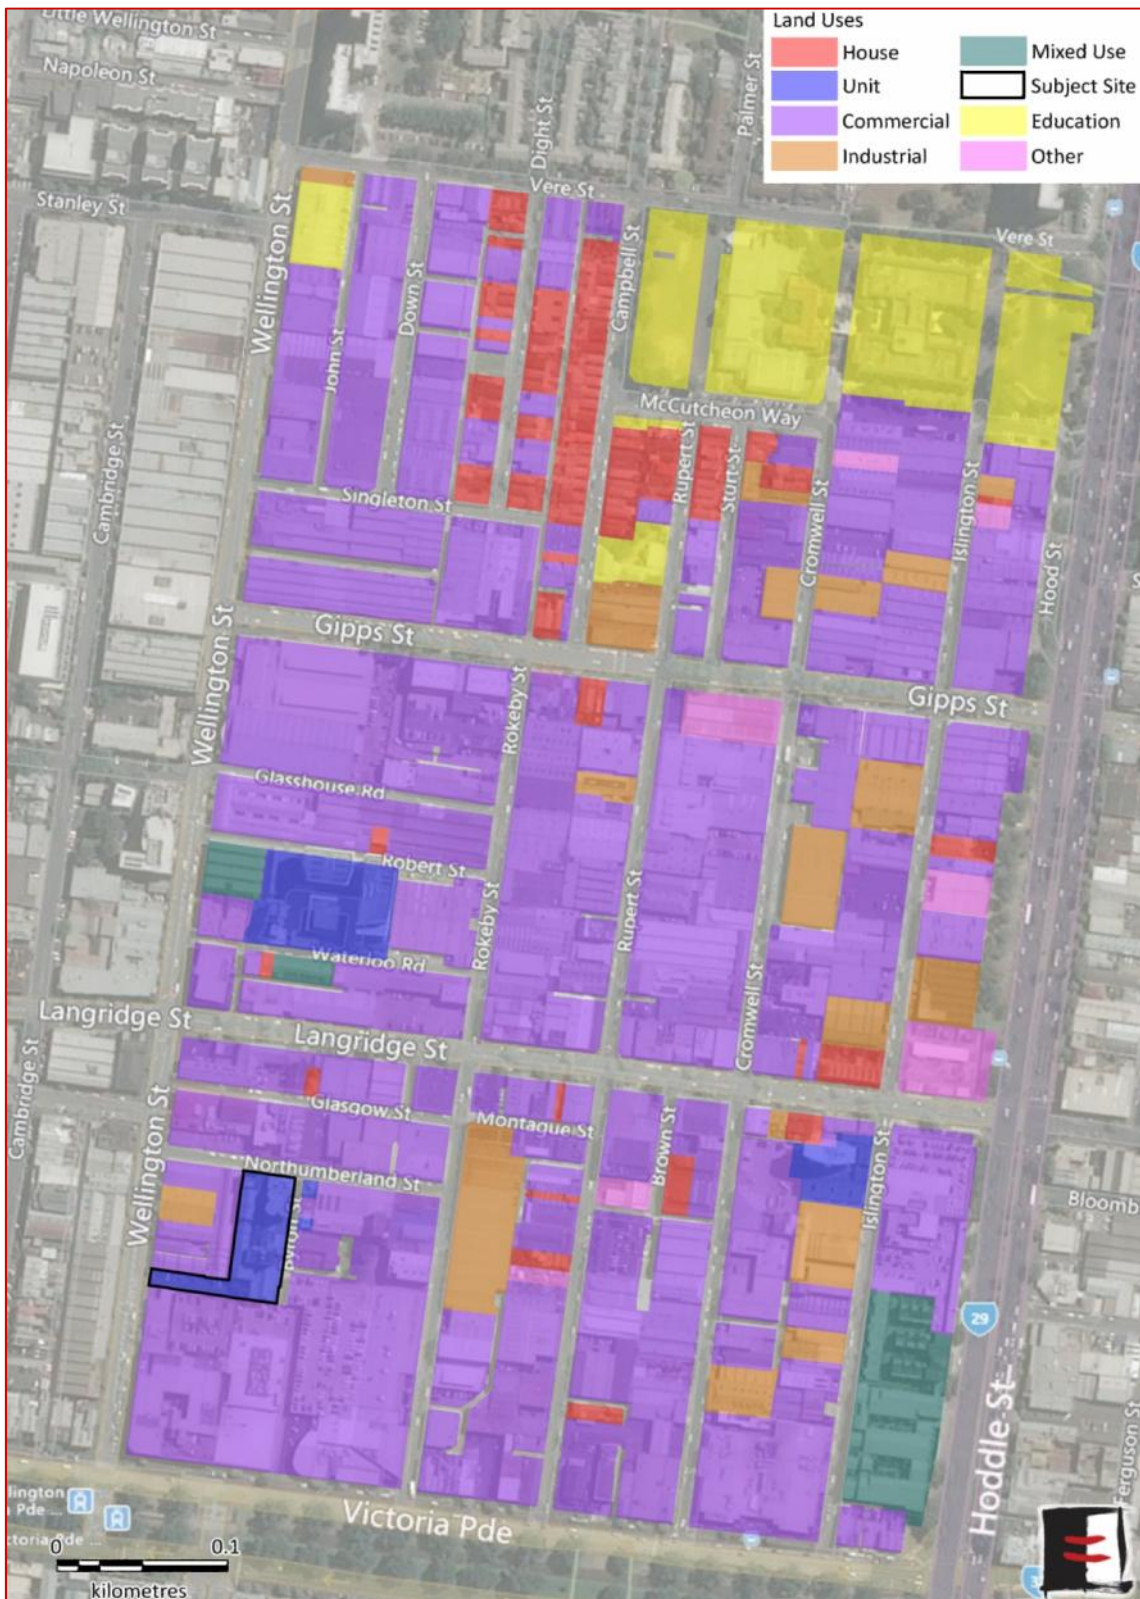 Little Wellington St
Napoleon St
Land Uses
House
Mixed Use
Unit
Subject Site
Commercial
Education
Industrial
Other
Palmer St
Dight St
Vere St
Stanley St
Wellington St
Campbell St
Vere St
Down St
John St
McCutcheon Way
Rupert St
Sturt St
Cambridge St
Singleton St
Cromwell St
Islington St
Hood St
Gipps St
Wellington St
Rokeby St
Gipps St
Glasshouse Rd
Robert St
Rokeby St
Rupert St
Waterloo Rd
Cromwell St
Langridge St
Langridge St
Cambridge St
Wellington St
Glasgow St
Montague St
Brown St
Northumberland St
Islington St
Bloomb
29
Hoddle St
Ferguson St
lington
Pde ...
ctoria Pde ...
Victoria Pde
0
0.1
kilometres
3